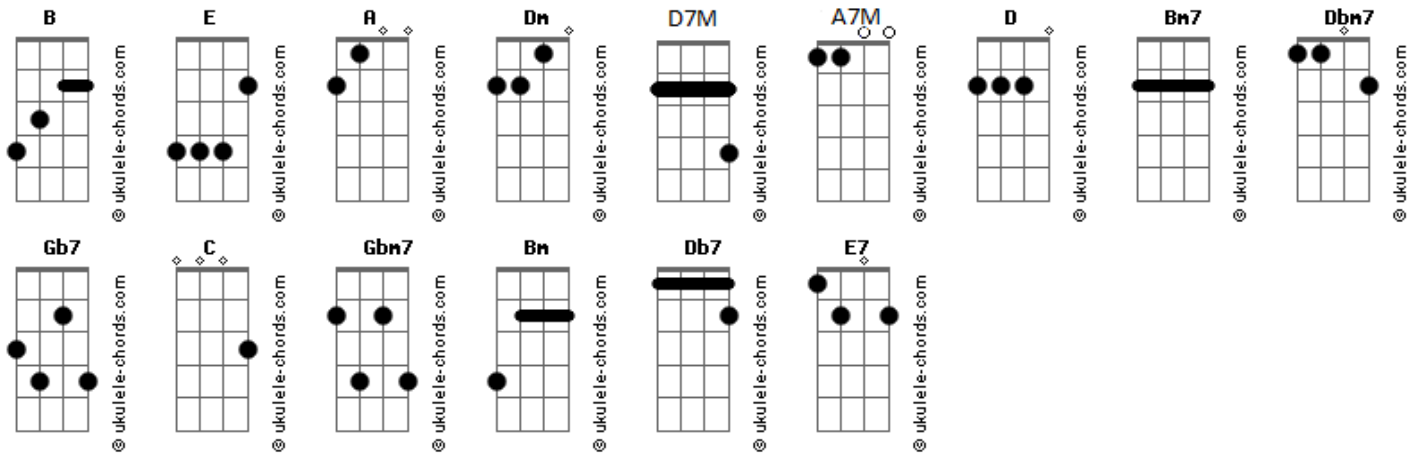 B E A Dm D7M A7M D Bm7 Dbm7
© ukulele-chords.com © ukulele-chords.com © ukulele-chords.com © ukulele-chords.com © ukulele-chords.com © ukulele-chords.com © ukulele-chords.com © ukulele-chords.com © ukulele-chords.com
Gb7 C Gbm7 Bm Db7 E7
© ukulele-chords.com © ukulele-chords.com © ukulele-chords.com © ukulele-chords.com © ukulele-chords.com © ukulele-chords.com